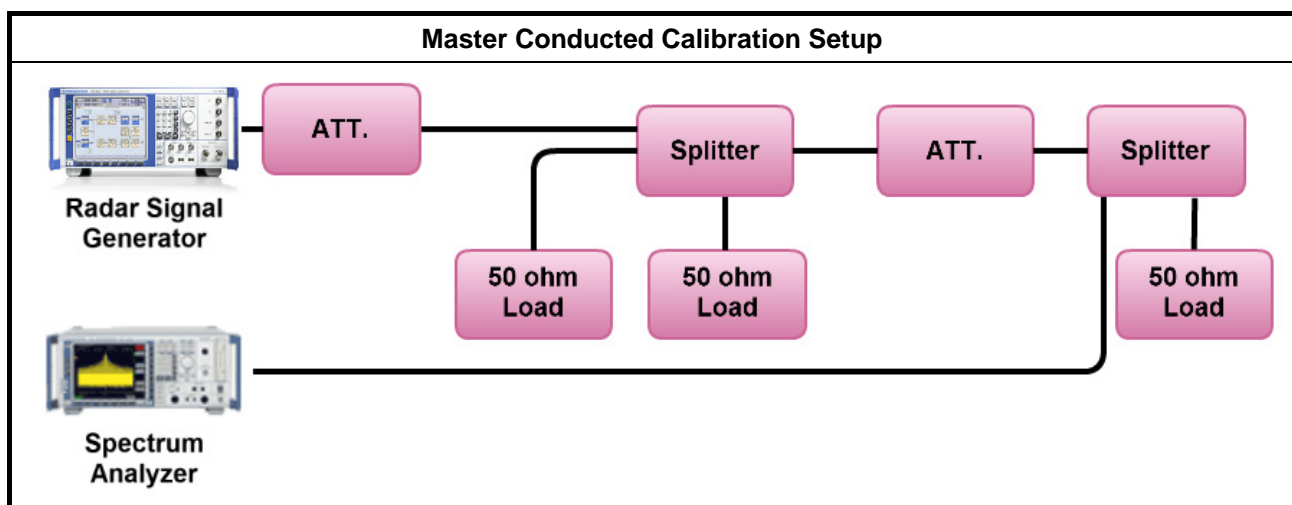 Master Conducted Calibration Setup
ATT.
Splitter
ATT.
Splitter
Radar Signal
Generator
50 ohm
Load
50 ohm
Load
50 ohm
Load
Spectrum
Analyzer